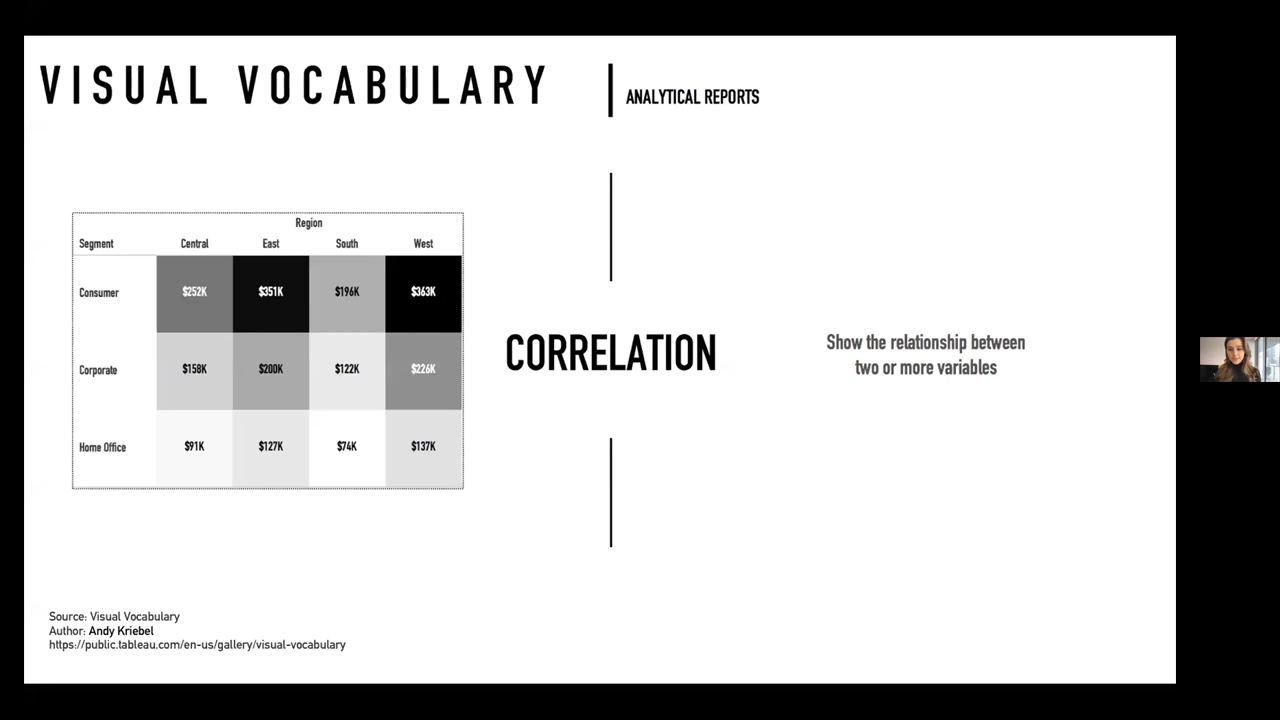 VISUAL VOCABULARY
ANALYTICAL REPORTS
Region
Segment Central East South West
Consumer $252K $351K $196K $363K
Corporate $158K $200K $122K $226K
Home Office $91K $127K $74K $137K
CORRELATION
Show the relationship between
two or more variables
Source: Visual Vocabulary
Author: Andy Kriebel
https://public.tableau.com/en-us/gallery/visual-vocabulary